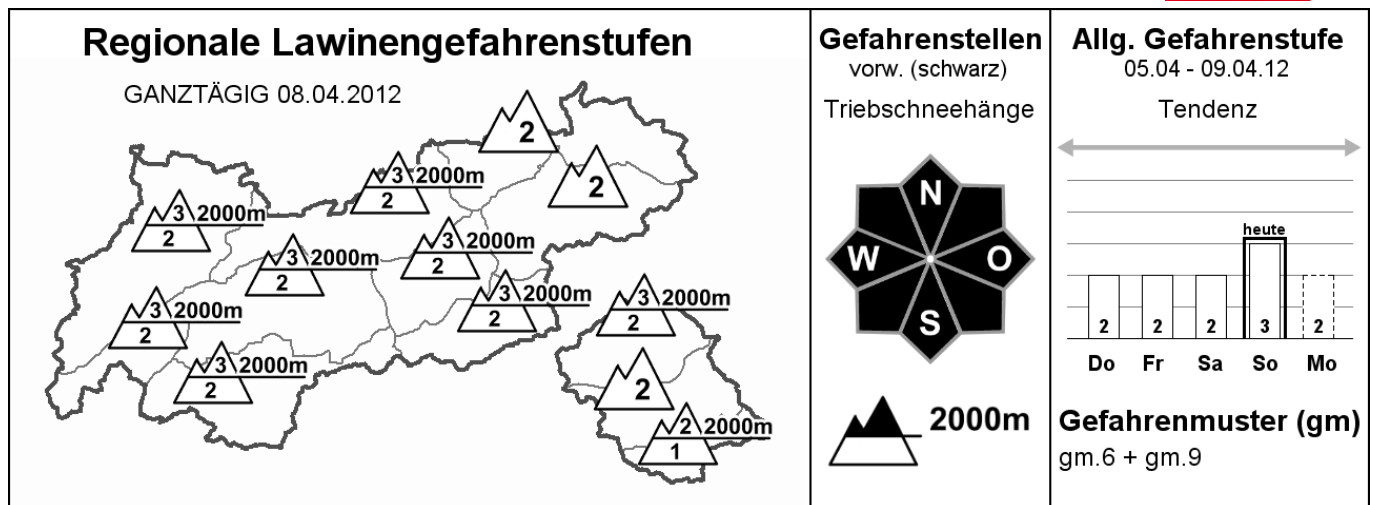 Regionale Lawinengefahrenstufen
GANZTÄGIG 08.04.2012
2
2
3 2000m
2
3 2000m
2
3 2000m
2
3 2000m
2
3 2000m
2
3 2000m
2
3 2000m
2
3 2000m
2
2
2 2000m
1
Gefahrenstellen
vorw. (schwarz)
Triebschneehänge
N
W O
S
2000m
Allg. Gefahrenstufe
05.04 - 09.04.12
Tendenz
heute
2 2 2 3 2
Do Fr Sa So Mo
Gefahrenmuster (gm)
gm.6 + gm.9